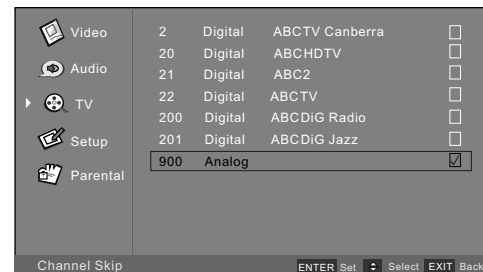 Video
Audio
TV
Setup
Parental
2 Digital ABCTV Canberra
20 Digital ABCHDTV
21 Digital ABC2
22 Digital ABCTV
200 Digital ABCDiG Radio
201 Digital ABCDiG Jazz
900 Analog
Channel Skip
ENTER Set Select EXIT Back